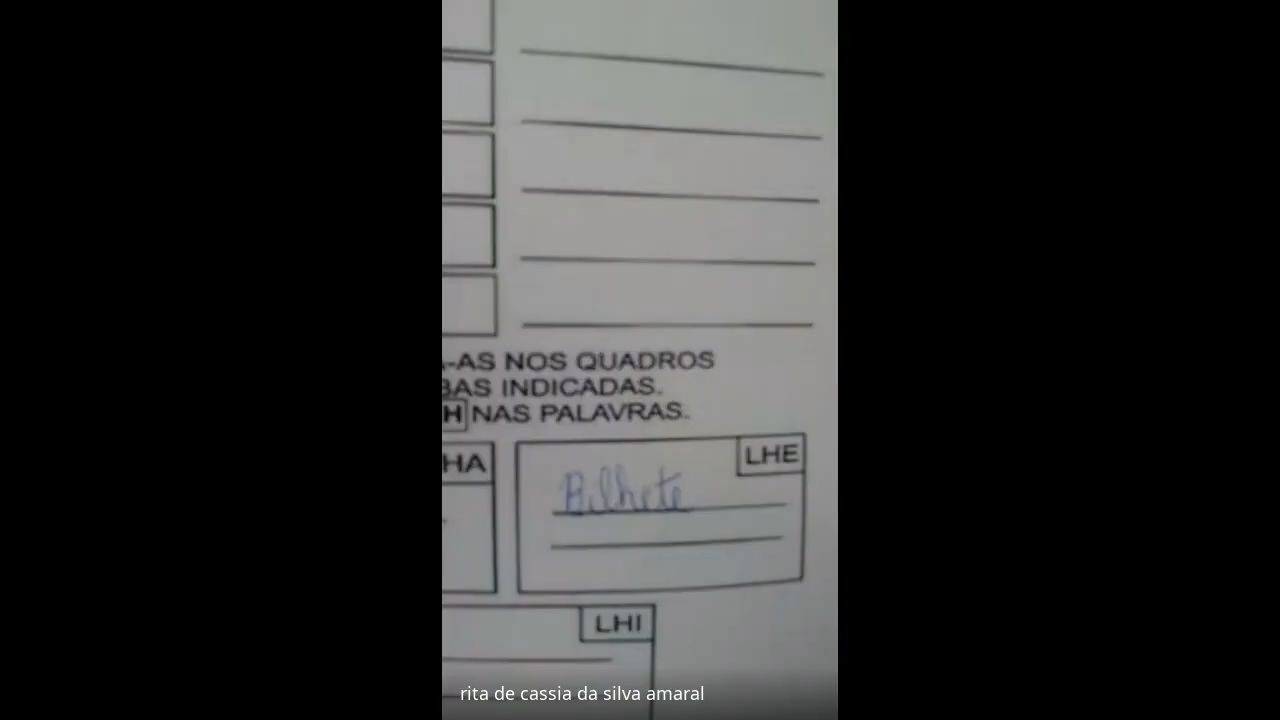 -AS NOS QUADROS
BAS INDICADAS.
H NAS PALAVRAS.
HA
LHE
Bilhete
LHI
rita de cassia da silva amaral